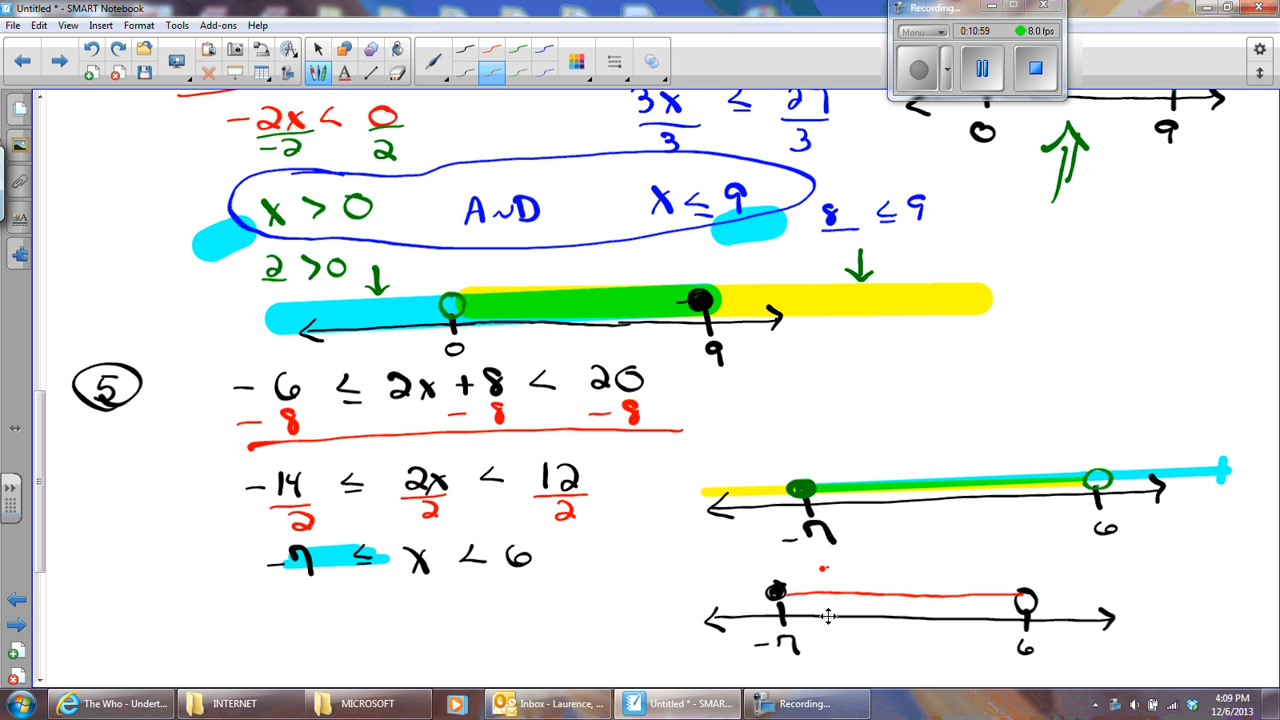 Untitled * - SMART Notebook
Recording...
File Edit View Insert Format Tools Add-ons Help
Menu 0:10:59 8.0 fps
-2x < 0
-2 2
3x ≤ 27
3 3
0 9
x > 0 AND x ≤ 9
8 ≤ 9
2 > 0
0 9
5
-6 ≤ 2x + 8 < 20
-8 -8 -8
-14 ≤ 2x < 12
2 2 2
-7 6
-7 ≤ x < 6
-7 6
The Who - Undert... INTERNET MICROSOFT Inbox - Laurence, ... Untitled * - SMAR... Recording...
4:09 PM
12/6/2013